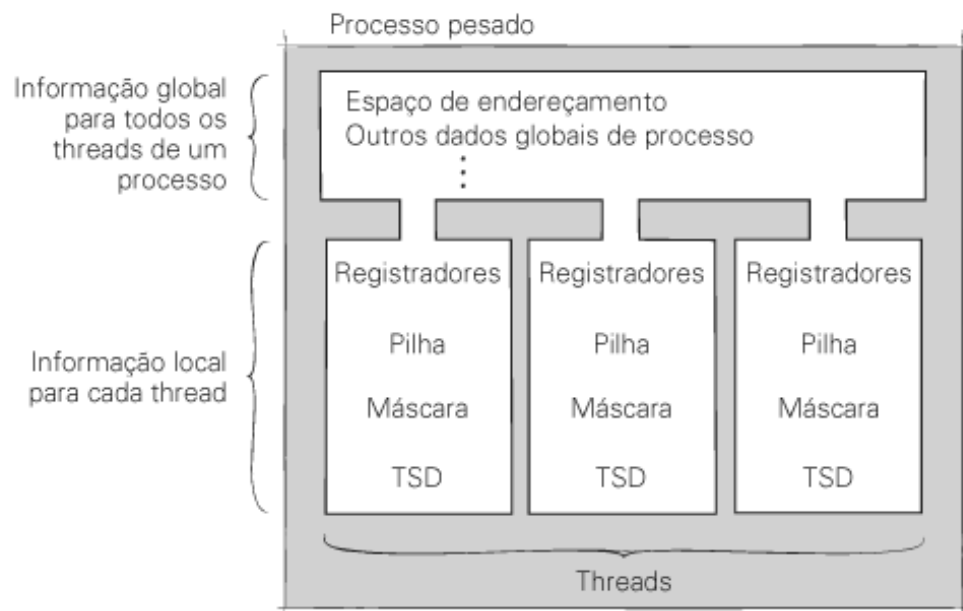 Processo pesado
Informação global
para todos os
threads de um
processo
Espaço de endereçamento
Outros dados globais de processo
Informação local
para cada thread
Registradores
Pilha
Máscara
TSD
Registradores
Pilha
Máscara
TSD
Registradores
Pilha
Máscara
TSD
Threads